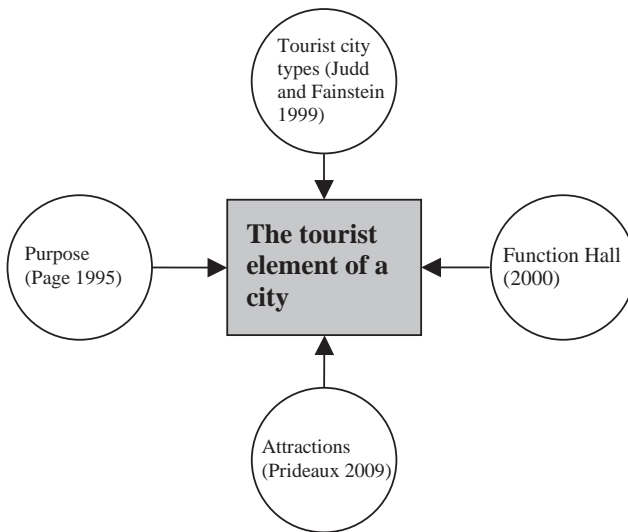 Tourist city
types (Judd
and Fainstein
1999)
The tourist
element of a
city
Purpose
(Page 1995)
Function Hall
(2000)
Attractions
(Prideaux 2009)